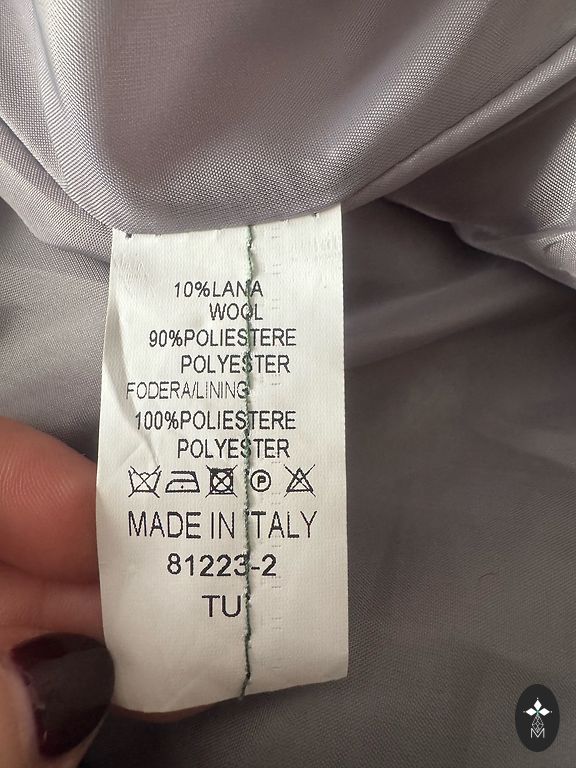 10%LANA
WOOL
90%POLIESTERE
POLYESTER
FODERA/LINING
100%POLIESTERE
POLYESTER
P
MADE IN ITALY
81223-2
TU
M